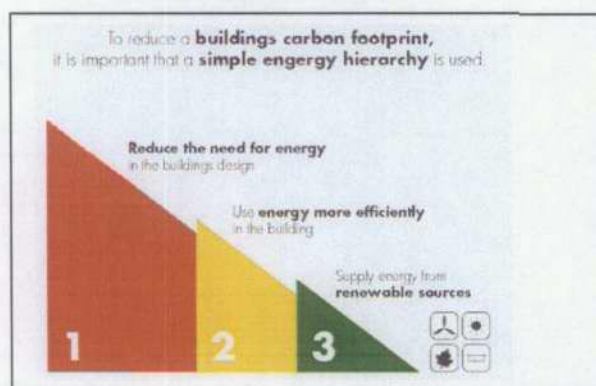 To reduce a buildings carbon footprint,
it is important that a simple engergy hierarchy is used
Reduce the need for energy
in the buildings design
Use energy more efficiently
in the building
Supply energy from
renewable sources
1 2 3